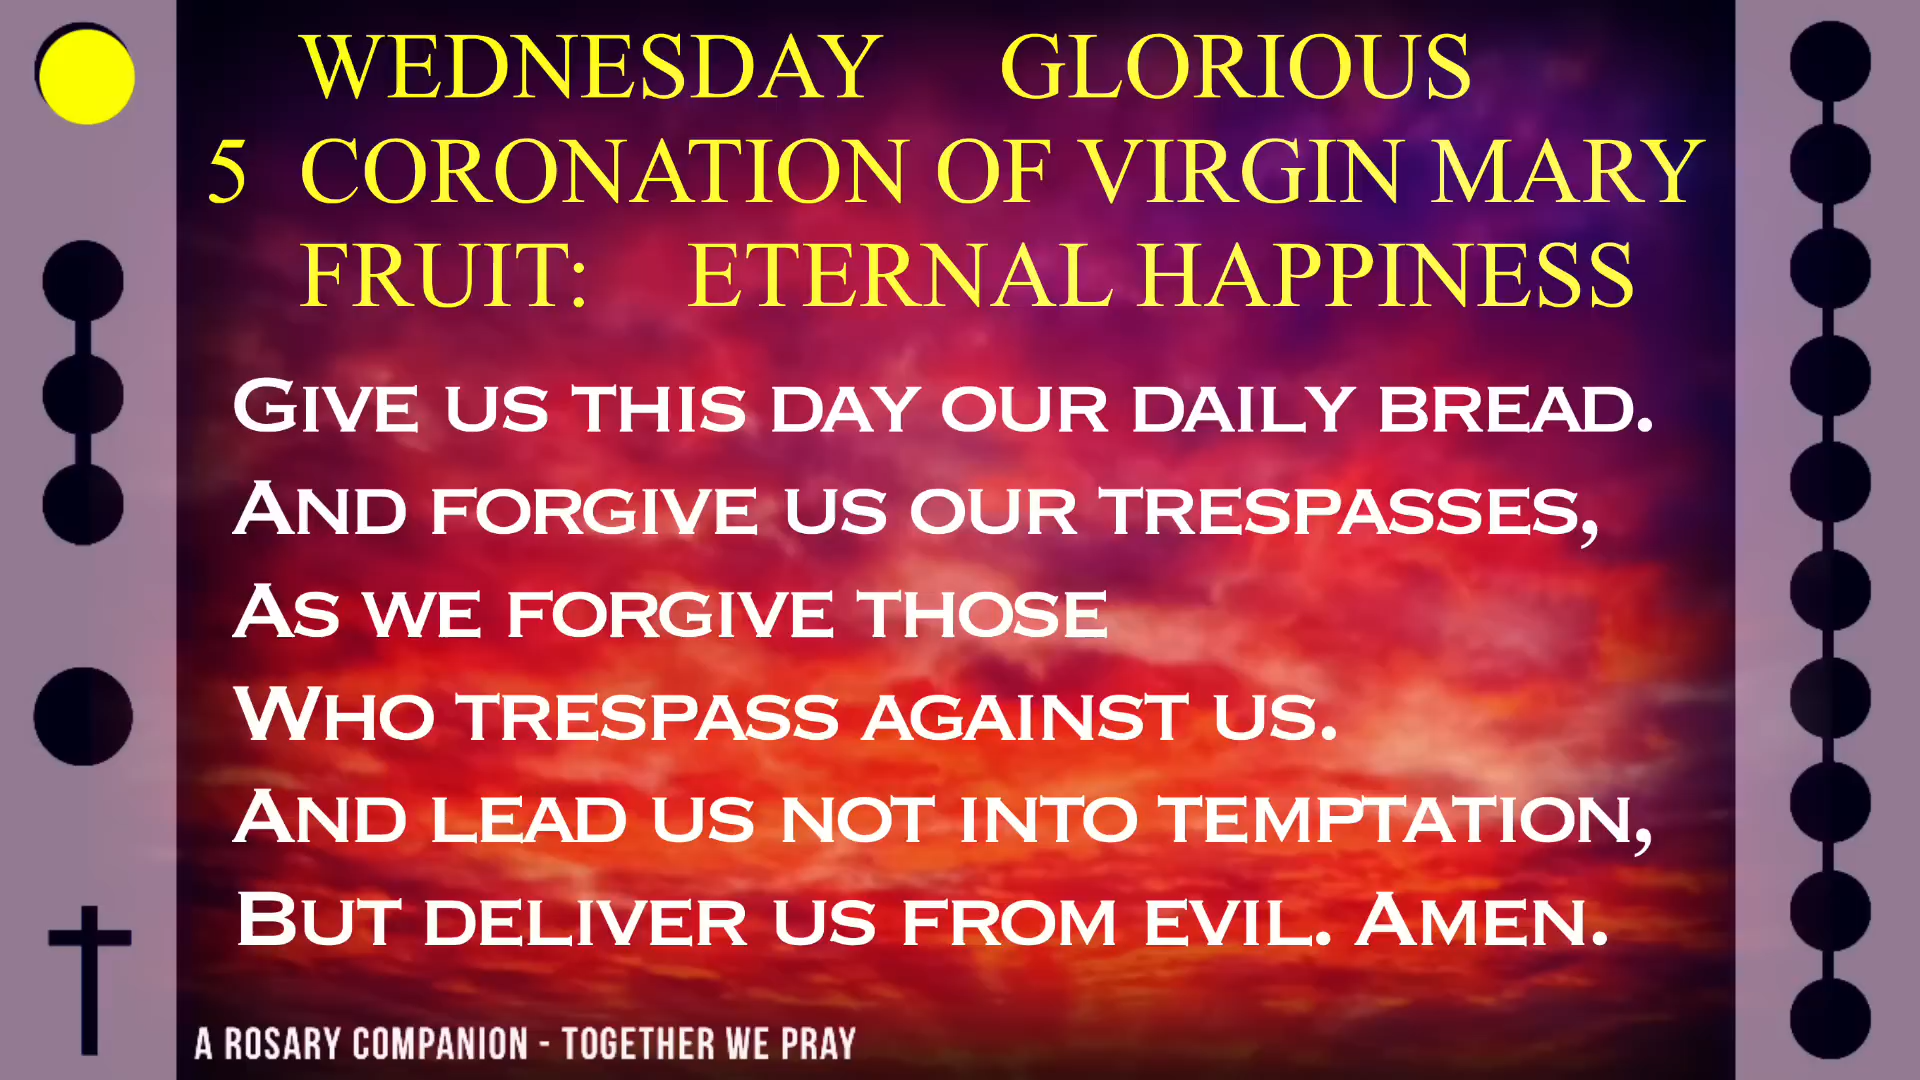 WEDNESDAY GLORIOUS
5 CORONATION OF VIRGIN MARY
FRUIT: ETERNAL HAPPINESS
GIVE US THIS DAY OUR DAILY BREAD.
AND FORGIVE US OUR TRESPASSES,
AS WE FORGIVE THOSE
WHO TRESPASS AGAINST US.
AND LEAD US NOT INTO TEMPTATION,
BUT DELIVER US FROM EVIL. AMEN.
A ROSARY COMPANION - TOGETHER WE PRAY